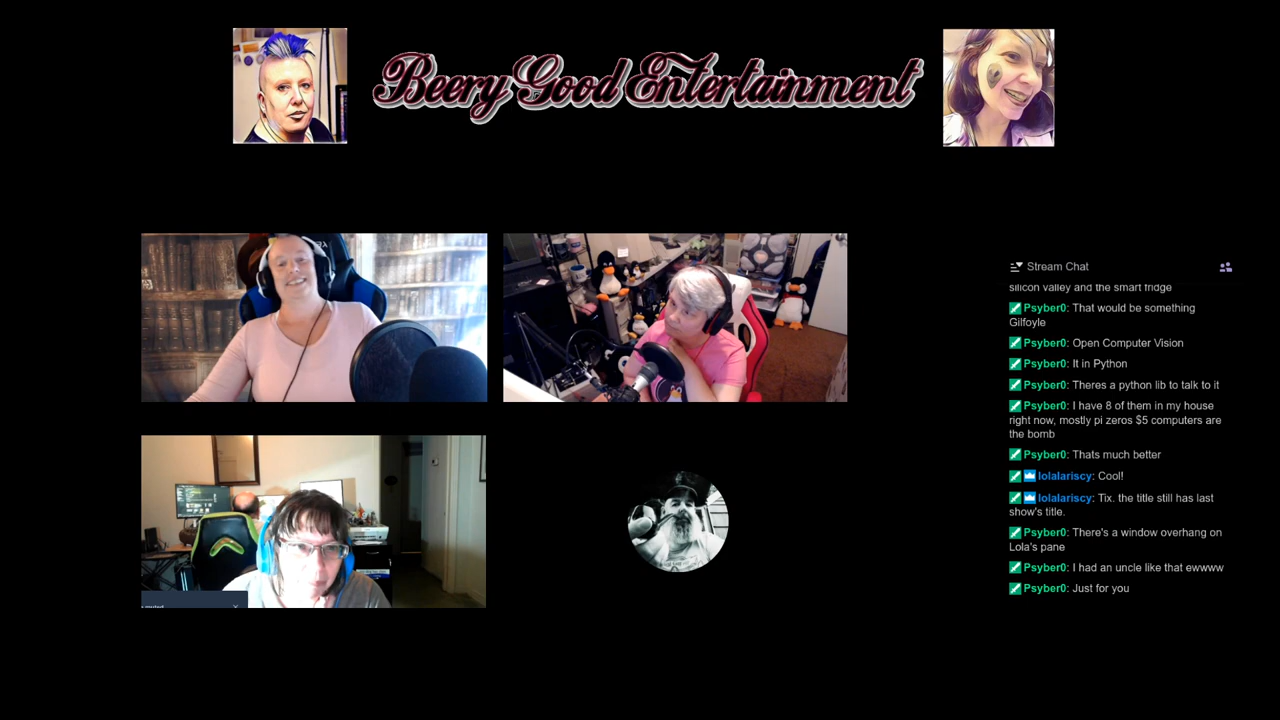 Beery Good Entertainment
Stream Chat
silicon valley and the smart fridge
Psyber0: That would be something
Gilfoyle
Psyber0: Open Computer Vision
Psyber0: It in Python
Psyber0: Theres a python lib to talk to it
Psyber0: I have 8 of them in my house
right now, mostly pi zeros $5 computers are
the bomb
Psyber0: Thats much better
lolalariscy: Cool!
lolalariscy: Tix. the title still has last
show's title.
Psyber0: There's a window overhang on
Lola's pane
Psyber0: I had an uncle like that ewwww
Psyber0: Just for you